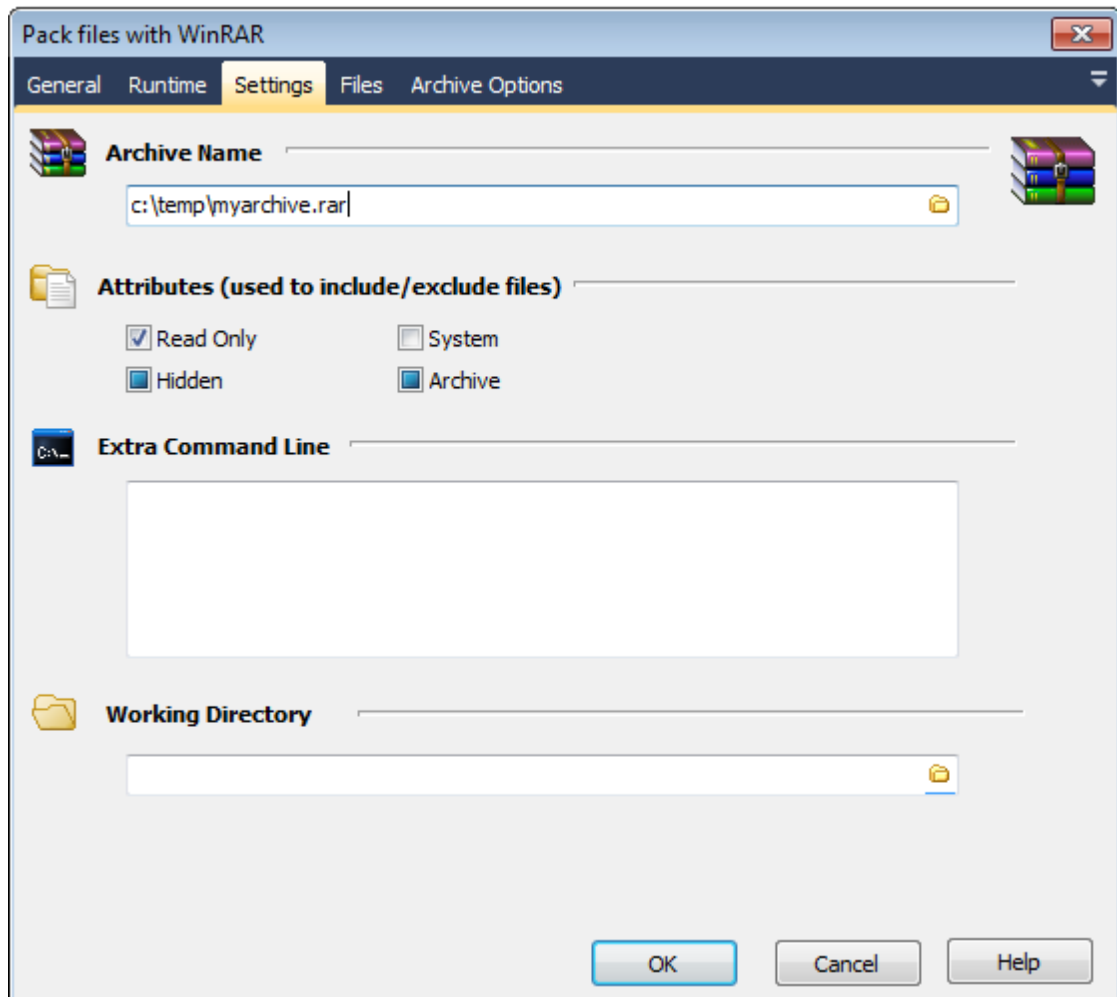 Pack files with WinRAR
General Runtime Settings Files Archive Options
Archive Name
c:\temp\myarchive.rar
Attributes (used to include/exclude files)
Read Only System
Hidden Archive
C:\_
Extra Command Line
Working Directory
OK Cancel Help